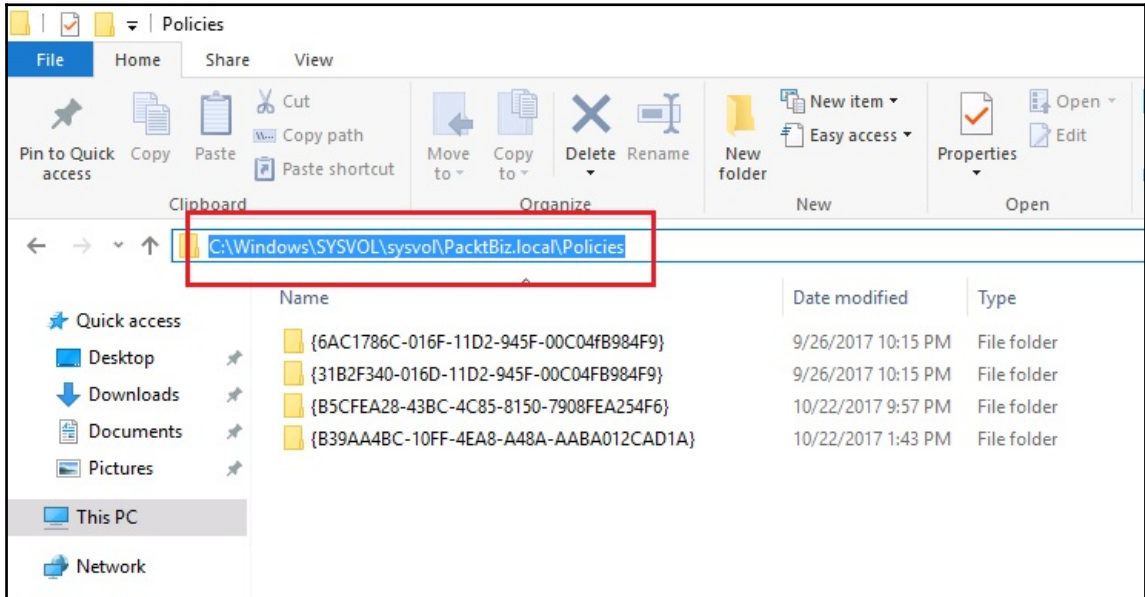 Policies
File Home Share View
Pin to Quick access
Copy
Paste
Cut
Copy path
Paste shortcut
Clipboard
Move to
Copy to
Delete
Rename
Organize
New folder
New item
Easy access
New
Properties
Open
Edit
Open
C:\Windows\SYSVOL\sysvol\PacktBiz.local\Policies
Name Date modified Type
Quick access
Desktop
Downloads
Documents
Pictures
This PC
Network
{6AC1786C-016F-11D2-945F-00C04fB984F9} 9/26/2017 10:15 PM File folder
{31B2F340-016D-11D2-945F-00C04FB984F9} 9/26/2017 10:15 PM File folder
{B5CFEA28-43BC-4C85-8150-7908FEA254F6} 10/22/2017 9:57 PM File folder
{B39AA4BC-10FF-4EA8-A48A-AABA012CAD1A} 10/22/2017 1:43 PM File folder